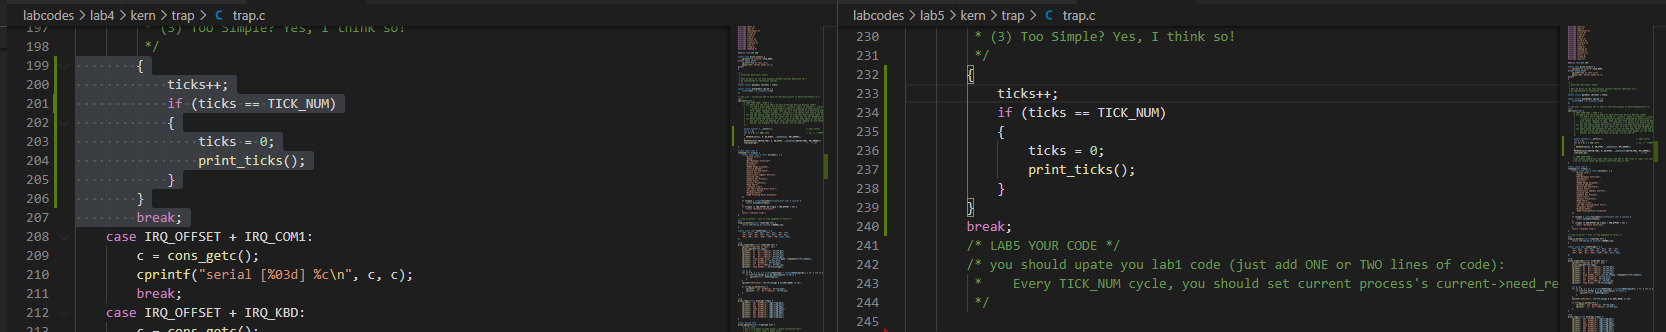 labcodes > lab4 > kern > trap > C trap.c
197 * (3) Too Simple? Yes, I think so!
198 */
199 {
200 ticks++;
201 if (ticks == TICK_NUM)
202 {
203 ticks = 0;
204 print_ticks();
205 }
206 }
207 break;
208 case IRQ_OFFSET + IRQ_COM1:
209 c = cons_getc();
210 cprintf("serial [%03d] %c\n", c, c);
211 break;
212 case IRQ_OFFSET + IRQ_KBD:
213 c = cons_getc();
labcodes > lab5 > kern > trap > C trap.c
230 * (3) Too Simple? Yes, I think so!
231 */
232 {
233 ticks++;
234 if (ticks == TICK_NUM)
235 {
236 ticks = 0;
237 print_ticks();
238 }
239 }
240 break;
241 /* LAB5 YOUR CODE */
242 /* you should upate you lab1 code (just add ONE or TWO lines of code):
243 * Every TICK_NUM cycle, you should set current process's current->need_re
244 */
245